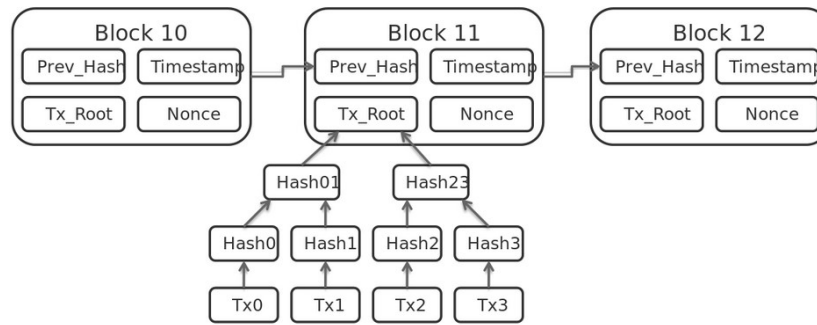 Block 10
Block 11
Block 12
Prev_Hash
Timestamp
Prev_Hash
Timestamp
Prev_Hash
Timestamp
Tx_Root
Nonce
Tx_Root
Nonce
Tx_Root
Nonce
Hash01
Hash23
Hash0
Hash1
Hash2
Hash3
Tx0
Tx1
Tx2
Tx3